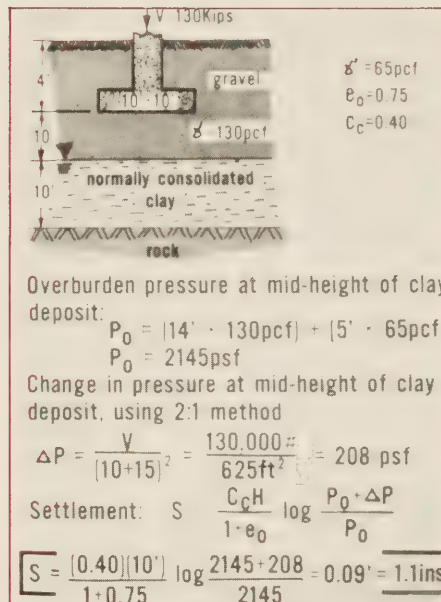 V 130Kips
gravel
4'
10' 10'
10'
ɣ 130pcf
10'
normally consolidated
clay
rock
ɣ' = 65pcf
e₀ = 0.75
C꜀ = 0.40
Overburden pressure at mid-height of clay
deposit:
P₀ = (14' · 130pcf) + (5' · 65pcf
P₀ = 2145psf
Change in pressure at mid-height of clay
deposit, using 2:1 method
ΔP = V / (10+15)² = 130,000# / 625ft² = 208 psf
Settlement: S C꜀H / 1+e₀ log P₀+ΔP / P₀
S = (0.40)(10') / 1+0.75 log 2145+208 / 2145 = 0.09' = 1.1ins